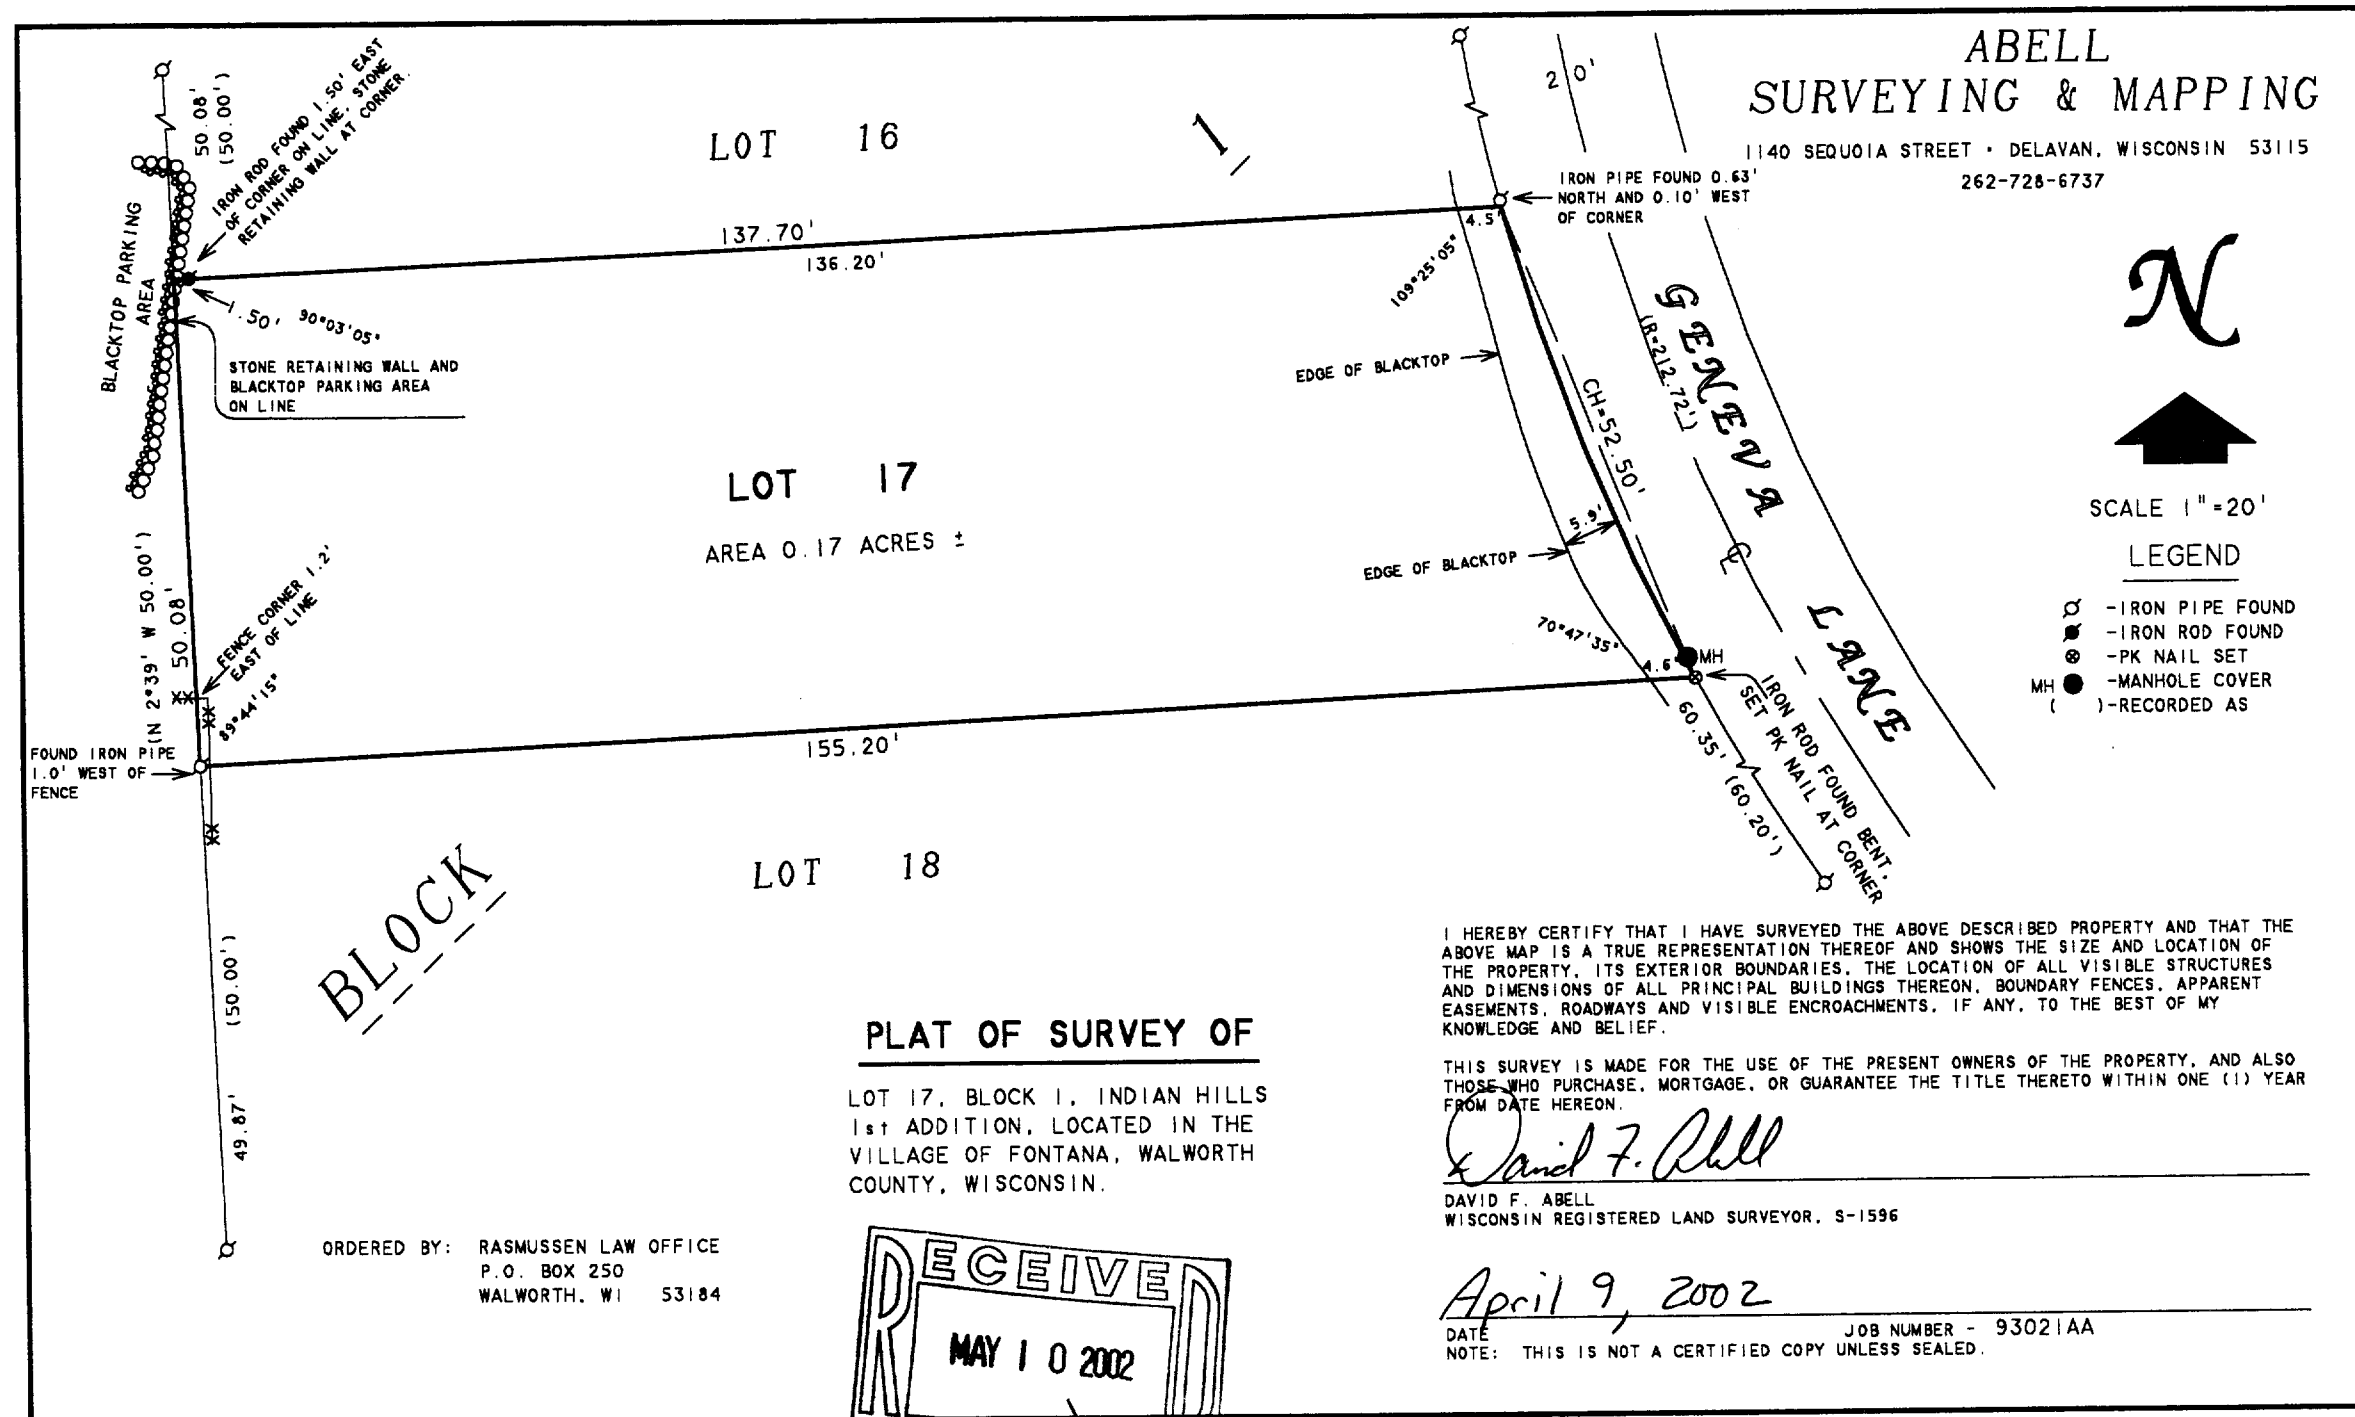 ABELL
SURVEYING & MAPPING
1140 SEQUOIA STREET • DELAVAN, WISCONSIN 53115
262-728-6737
50.08'
(50.00')
IRON ROD FOUND 1.50' EAST
OF CORNER ON LINE, STONE
RETAINING WALL AT CORNER.
BLACKTOP PARKING
AREA
LOT 16
1
20'
IRON PIPE FOUND 0.63'
NORTH AND 0.10' WEST
OF CORNER
4.5'
137.70'
136.20'
109°25'05"
1.50'
90°03'05"
STONE RETAINING WALL AND
BLACKTOP PARKING AREA
ON LINE
EDGE OF BLACKTOP
CH=52.50'
(R=212.72')
GENEVA
LANE
N
SCALE 1"=20'
LEGEND
-IRON PIPE FOUND
-IRON ROD FOUND
-PK NAIL SET
MH -MANHOLE COVER
( )-RECORDED AS
LOT 17
AREA 0.17 ACRES ±
5.9'
EDGE OF BLACKTOP
CL
(N 2°39' W 50.00')
50.08'
FENCE CORNER 1.2'
EAST OF LINE
89°44'15"
70°47'35"
4.6'
MH
IRON ROD FOUND BENT,
SET PK NAIL AT CORNER
60.35' (60.20')
FOUND IRON PIPE
1.0' WEST OF
FENCE
155.20'
BLOCK
LOT 18
(50.00')
49.87'
PLAT OF SURVEY OF
LOT 17, BLOCK 1, INDIAN HILLS
1st ADDITION, LOCATED IN THE
VILLAGE OF FONTANA, WALWORTH
COUNTY, WISCONSIN.
ORDERED BY: RASMUSSEN LAW OFFICE
P.O. BOX 250
WALWORTH, WI 53184
RECEIVED
MAY 10 2002
I HEREBY CERTIFY THAT I HAVE SURVEYED THE ABOVE DESCRIBED PROPERTY AND THAT THE
ABOVE MAP IS A TRUE REPRESENTATION THEREOF AND SHOWS THE SIZE AND LOCATION OF
THE PROPERTY, ITS EXTERIOR BOUNDARIES, THE LOCATION OF ALL VISIBLE STRUCTURES
AND DIMENSIONS OF ALL PRINCIPAL BUILDINGS THEREON, BOUNDARY FENCES, APPARENT
EASEMENTS, ROADWAYS AND VISIBLE ENCROACHMENTS, IF ANY, TO THE BEST OF MY
KNOWLEDGE AND BELIEF.
THIS SURVEY IS MADE FOR THE USE OF THE PRESENT OWNERS OF THE PROPERTY, AND ALSO
THOSE WHO PURCHASE, MORTGAGE, OR GUARANTEE THE TITLE THERETO WITHIN ONE (1) YEAR
FROM DATE HEREON.
David F. Abell
DAVID F. ABELL
WISCONSIN REGISTERED LAND SURVEYOR, S-1596
April 9, 2002
DATE JOB NUMBER - 93021AA
NOTE: THIS IS NOT A CERTIFIED COPY UNLESS SEALED.